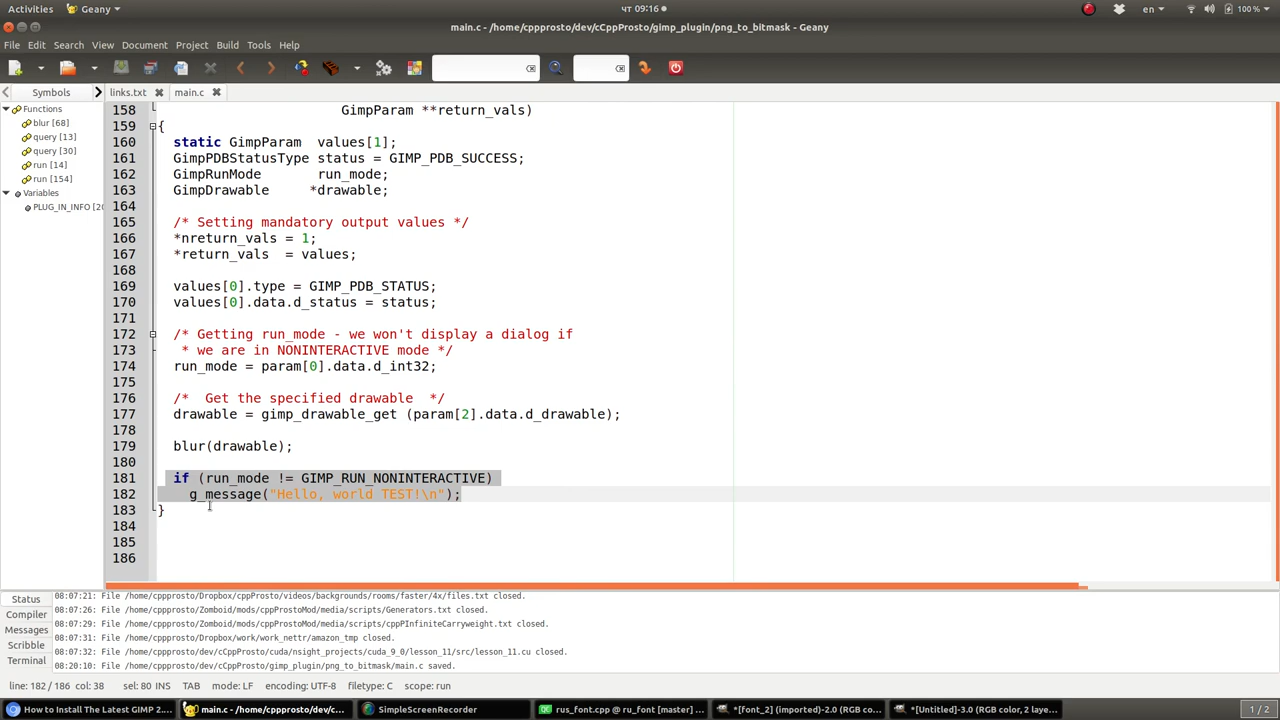 Activities Geany чт 09:16 en 100 %
main.c - /home/cppprosto/dev/cCppProsto/gimp_plugin/png_to_bitmask - Geany
File Edit Search View Document Project Build Tools Help
Symbols links.txt main.c
Functions
blur [68]
query [13]
query [30]
run [14]
run [154]
Variables
PLUG_IN_INFO [20
158 GimpParam **return_vals)
159 {
160 static GimpParam values[1];
161 GimpPDBStatusType status = GIMP_PDB_SUCCESS;
162 GimpRunMode run_mode;
163 GimpDrawable *drawable;
164
165 /* Setting mandatory output values */
166 *nreturn_vals = 1;
167 *return_vals = values;
168
169 values[0].type = GIMP_PDB_STATUS;
170 values[0].data.d_status = status;
171
172 /* Getting run_mode - we won't display a dialog if
173 * we are in NONINTERACTIVE mode */
174 run_mode = param[0].data.d_int32;
175
176 /* Get the specified drawable */
177 drawable = gimp_drawable_get (param[2].data.d_drawable);
178
179 blur(drawable);
180
181 if (run_mode != GIMP_RUN_NONINTERACTIVE)
182 g_message("Hello, world TEST!\n");
183 }
184
185
186
Status
Compiler
Messages
Scribble
Terminal
08:07:21: File /home/cppprosto/Dropbox/cppProsto/videos/backgrounds/rooms/faster/4x/files.txt closed.
08:07:26: File /home/cppprosto/Zomboid/mods/cppProstoMod/media/scripts/Generators.txt closed.
08:07:29: File /home/cppprosto/Zomboid/mods/cppProstoMod/media/scripts/cppPInfiniteCarryweight.txt closed.
08:07:31: File /home/cppprosto/Dropbox/work/work_nettr/amazon_tmp closed.
08:07:32: File /home/cppprosto/dev/cCppProsto/cuda/nsight_projects/cuda_9_0/lesson_11/src/lesson_11.cu closed.
08:20:10: File /home/cppprosto/dev/cCppProsto/gimp_plugin/png_to_bitmask/main.c saved.
line: 182 / 186 col: 38 sel: 80 INS TAB mode: LF encoding: UTF-8 filetype: C scope: run
1 / 2
How to Install The Latest GIMP 2.... main.c - /home/cppprosto/dev/c... SimpleScreenRecorder rus_font.cpp @ ru_font [master] ... *[font_2] (imported)-2.0 (RGB co... *[Untitled]-3.0 (RGB color, 2 laye...